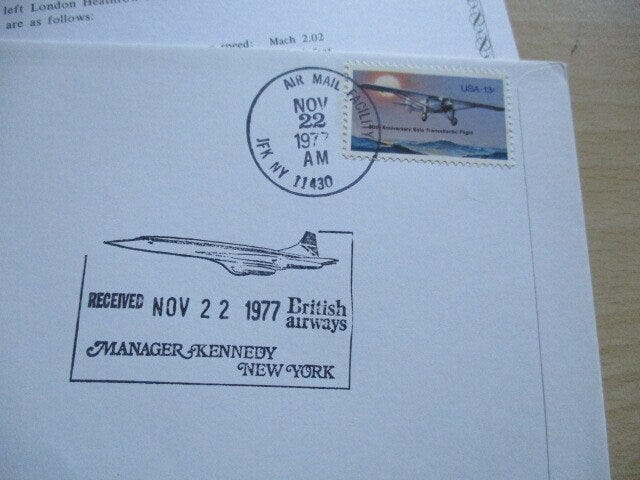 left London Heathrow
are as follows:
speed: Mach 2.02
AIR MAIL FACILITY
NOV
22
1977
AM
JFK NY 11430
USA 13c
50th Anniversary Solo Transatlantic Flight
RECEIVED NOV 22 1977 British
airways
MANAGER KENNEDY
NEW YORK